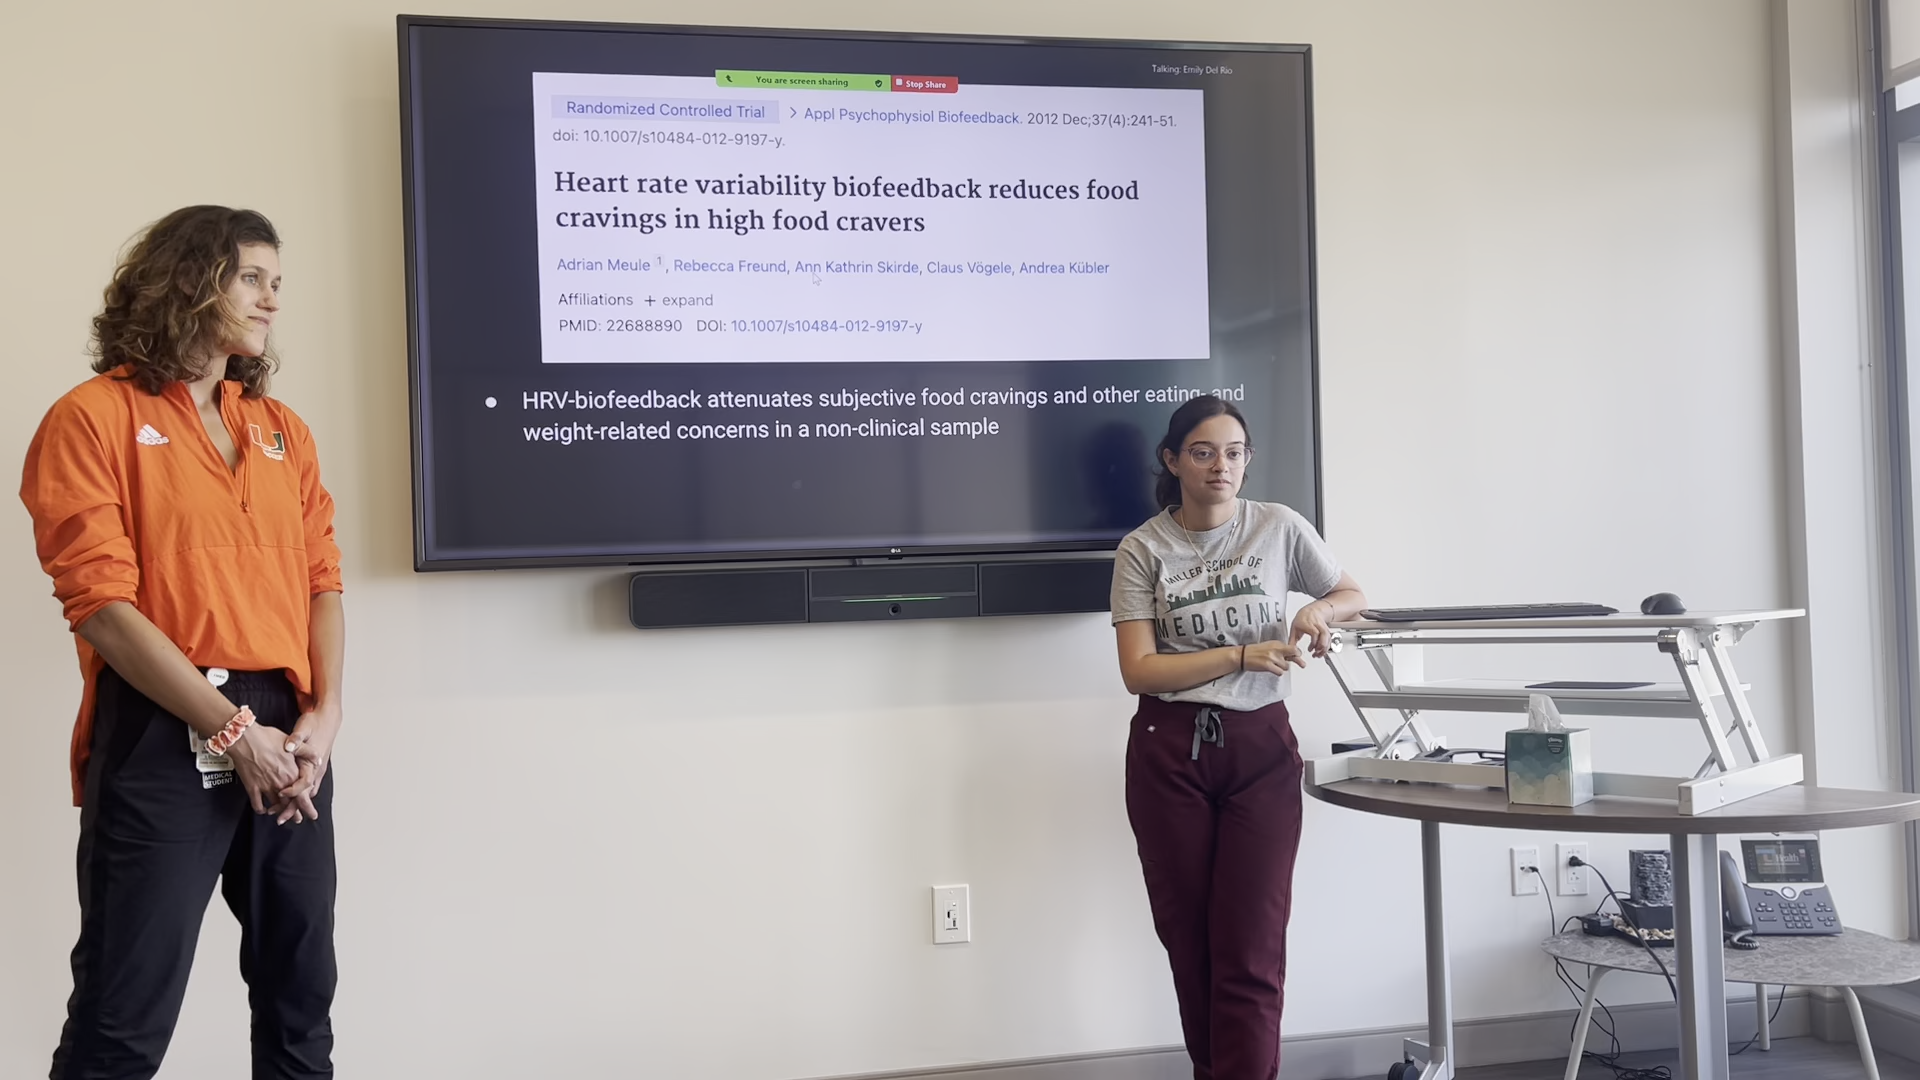 Talking: Emily Del Rio
You are screen sharing
Stop Share
Randomized Controlled Trial > Appl Psychophysiol Biofeedback. 2012 Dec;37(4):241-51.
doi: 10.1007/s10484-012-9197-y.
Heart rate variability biofeedback reduces food
cravings in high food cravers
Adrian Meule 1, Rebecca Freund, Ann Kathrin Skirde, Claus Vögele, Andrea Kübler
Affiliations + expand
PMID: 22688890 DOI: 10.1007/s10484-012-9197-y
● HRV-biofeedback attenuates subjective food cravings and other eating- and
weight-related concerns in a non-clinical sample
LG
adidas
U
MILLER SCHOOL OF
MEDICINE
MEDICAL
STUDENT
Health